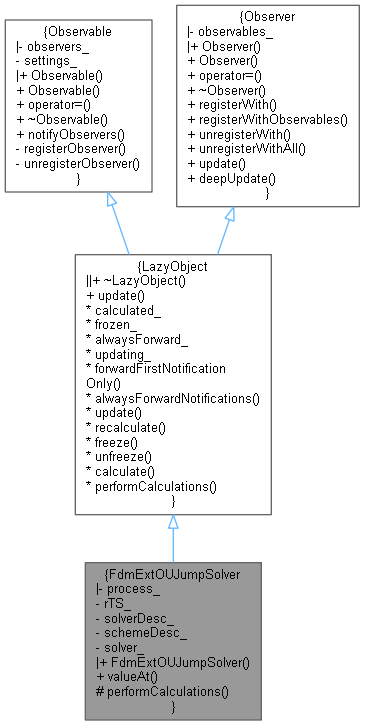 {Observable
|- observers_
- settings_
|+ Observable()
+ Observable()
+ operator=()
+ ~Observable()
+ notifyObservers()
- registerObserver()
- unregisterObserver()
}
{Observer
|- observables_
|+ Observer()
+ Observer()
+ operator=()
+ ~Observer()
+ registerWith()
+ registerWithObservables()
+ unregisterWith()
+ unregisterWithAll()
+ update()
+ deepUpdate()
}
{LazyObject
||+ ~LazyObject()
+ update()
* calculated_
* frozen_
* alwaysForward_
* updating_
* forwardFirstNotification
Only()
* alwaysForwardNotifications()
* update()
* recalculate()
* freeze()
* unfreeze()
* calculate()
* performCalculations()
}
{FdmExtOUJumpSolver
|- process_
- rTS_
- solverDesc_
- schemeDesc_
- solver_
|+ FdmExtOUJumpSolver()
+ valueAt()
# performCalculations()
}